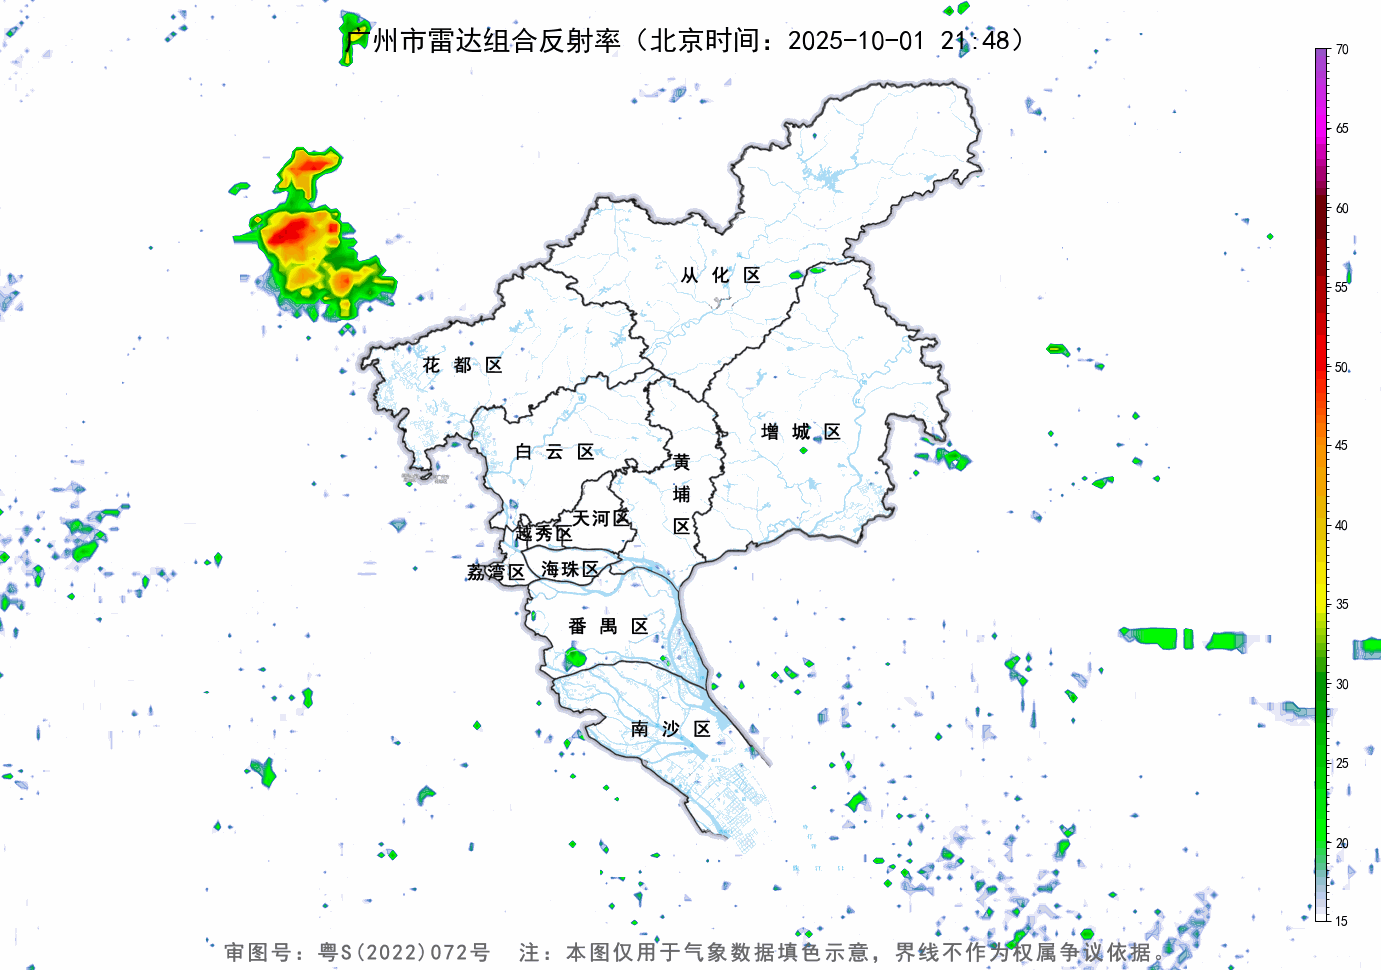 广州市雷达组合反射率（北京时间：2025-10-01 21:48）
70
65
60
55
50
45
40
35
30
25
20
15
从化区
花都区
增城区
白云区
黄埔区
天河区
越秀区
海珠区
荔湾区
番禺区
南沙区
审图号：粤S(2022)072号 注：本图仅用于气象数据填色示意，界线不作为权属争议依据。